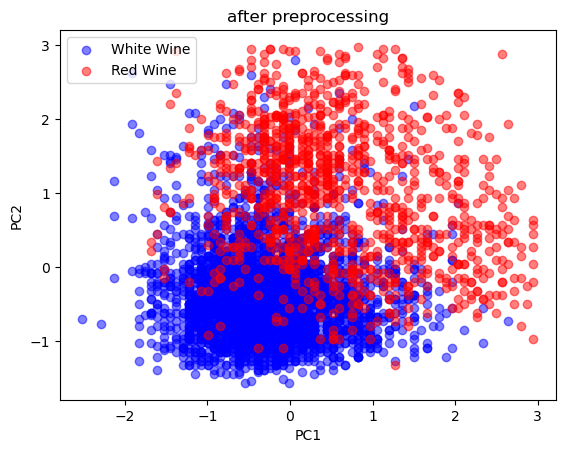 after preprocessing
White Wine
Red Wine
3
2
1
0
−1
PC2
−2 −1 0 1 2 3
PC1